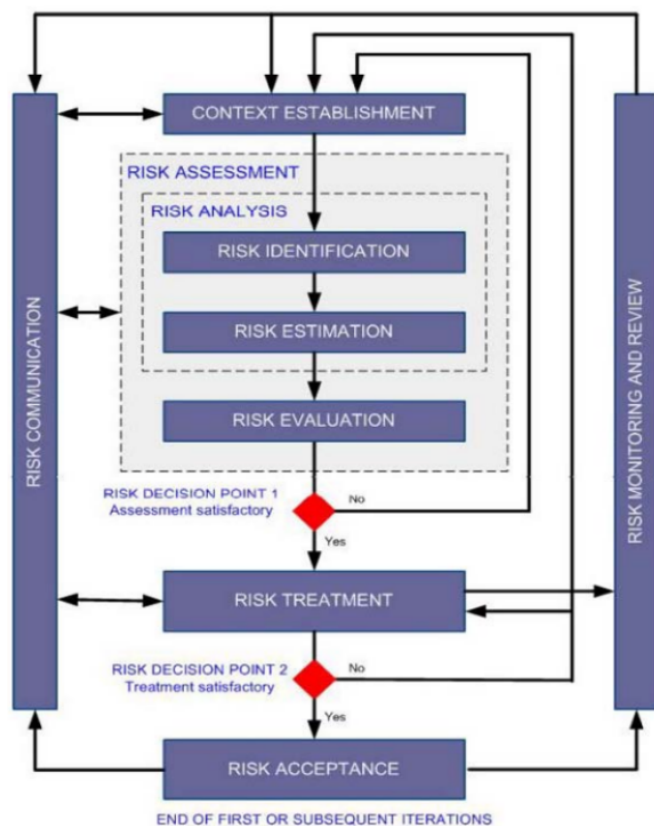 CONTEXT ESTABLISHMENT
RISK ASSESSMENT
RISK ANALYSIS
RISK IDENTIFICATION
RISK ESTIMATION
RISK EVALUATION
RISK COMMUNICATION
RISK MONITORING AND REVIEW
RISK DECISION POINT 1
Assessment satisfactory
No
Yes
RISK TREATMENT
RISK DECISION POINT 2
Treatment satisfactory
No
Yes
RISK ACCEPTANCE
END OF FIRST OR SUBSEQUENT ITERATIONS